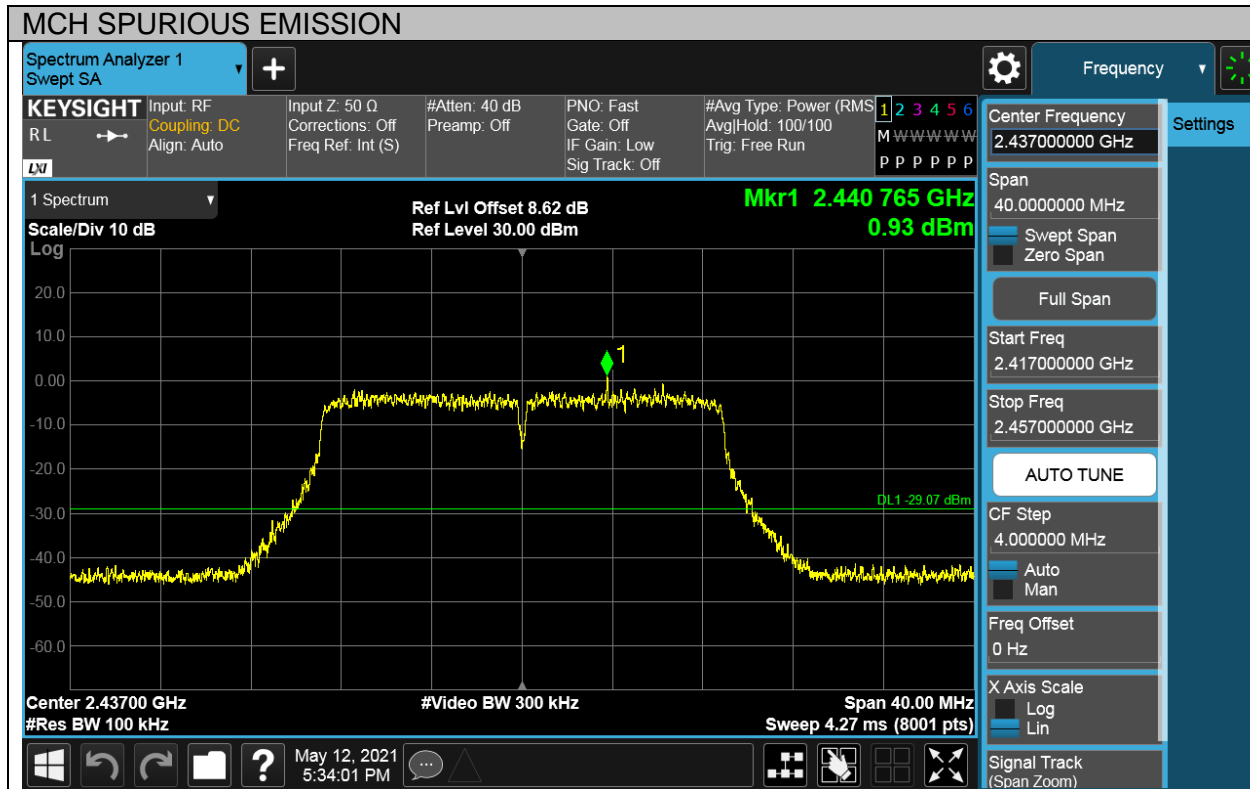 MCH SPURIOUS EMISSION
Spectrum Analyzer 1
Swept SA
Frequency
KEYSIGHT
R L
LXI
Input: RF
Coupling: DC
Align: Auto
Input Z: 50 Ω
Corrections: Off
Freq Ref: Int (S)
#Atten: 40 dB
Preamp: Off
PNO: Fast
Gate: Off
IF Gain: Low
Sig Track: Off
#Avg Type: Power (RMS
Avg|Hold: 100/100
Trig: Free Run
1 2 3 4 5 6
M W W W W W
P P P P P P
1 Spectrum
Scale/Div 10 dB
Ref Lvl Offset 8.62 dB
Ref Level 30.00 dBm
Mkr1 2.440 765 GHz
0.93 dBm
Log
20.0
10.0
0.00
-10.0
-20.0
-30.0
-40.0
-50.0
-60.0
1
DL1 -29.07 dBm
Center 2.43700 GHz
#Res BW 100 kHz
#Video BW 300 kHz
Span 40.00 MHz
Sweep 4.27 ms (8001 pts)
May 12, 2021
5:34:01 PM
?
Center Frequency
2.437000000 GHz
Settings
Span
40.0000000 MHz
Swept Span
Zero Span
Full Span
Start Freq
2.417000000 GHz
Stop Freq
2.457000000 GHz
AUTO TUNE
CF Step
4.000000 MHz
Auto
Man
Freq Offset
0 Hz
X Axis Scale
Log
Lin
Signal Track
(Span Zoom)